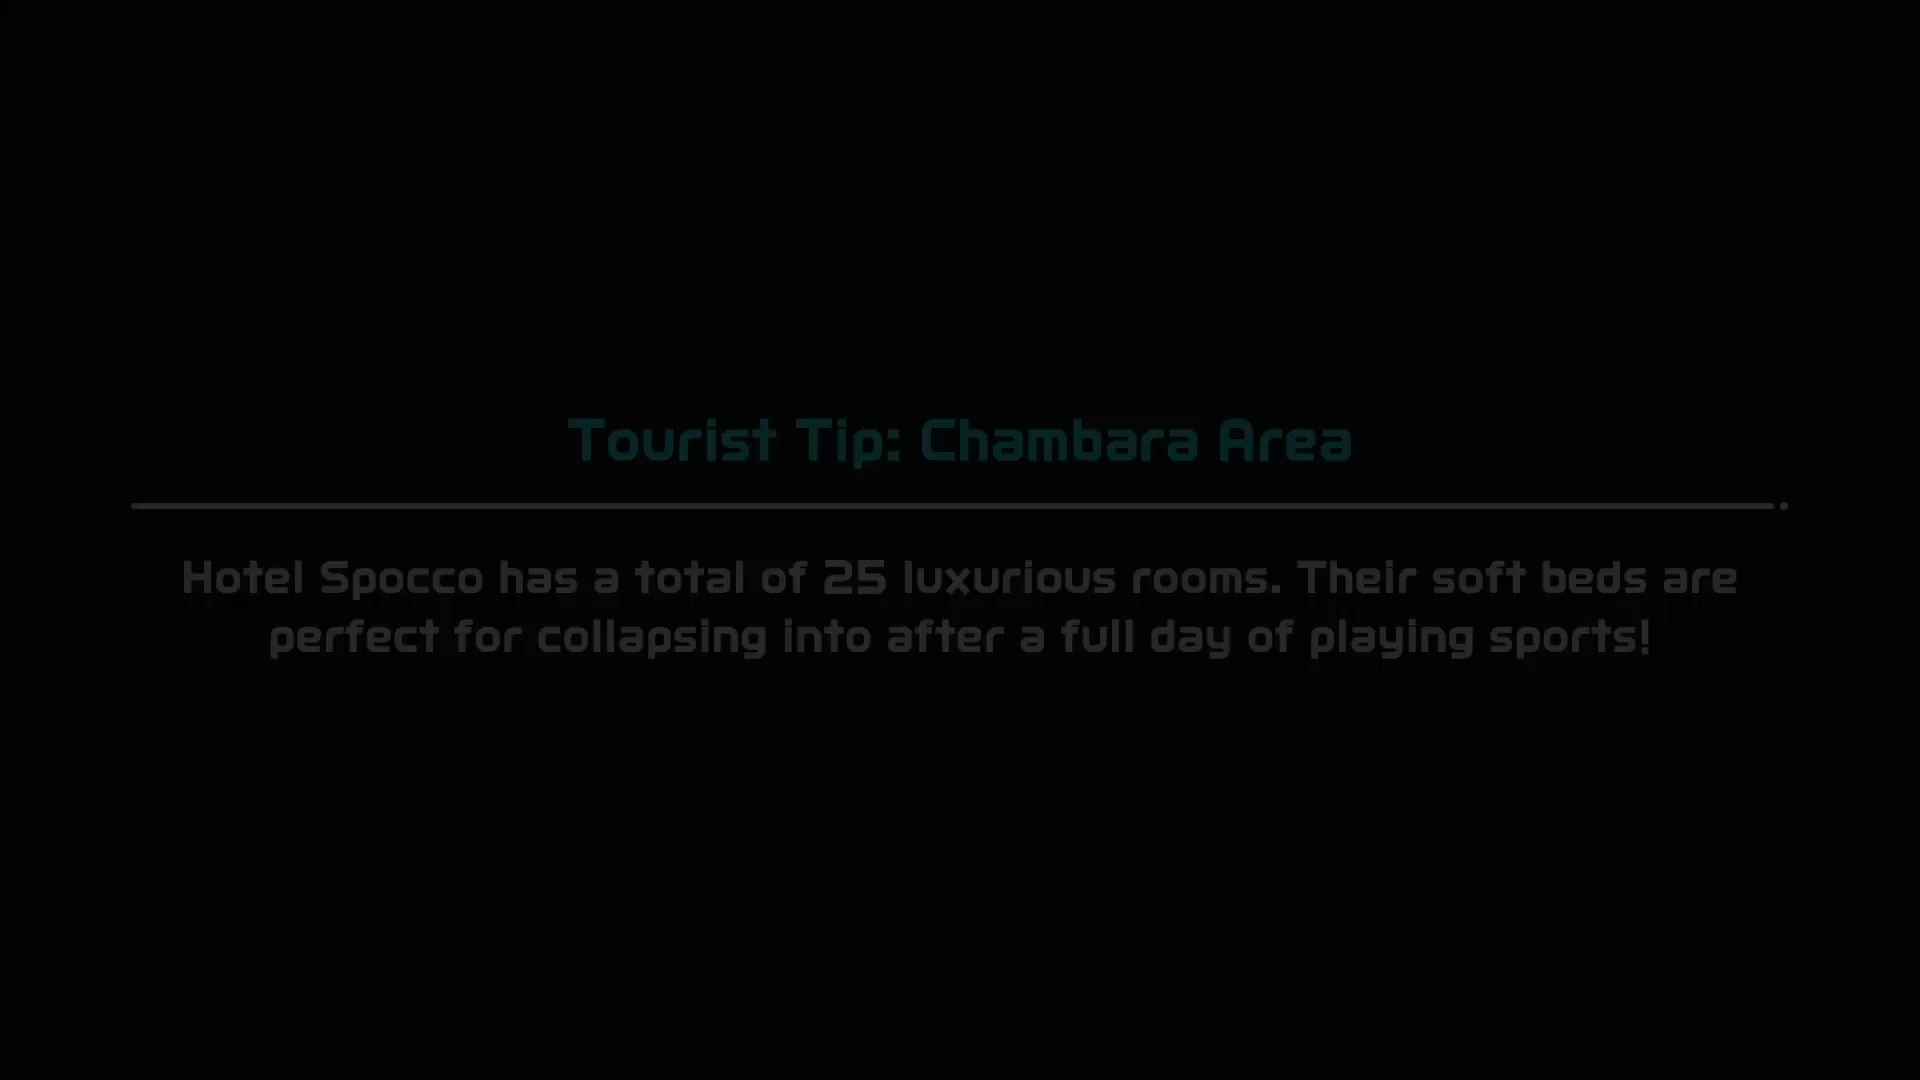 Tourist Tip: Chambara Area
Hotel Spocco has a total of 25 luxurious rooms. Their soft beds are
perfect for collapsing into after a full day of playing sports!